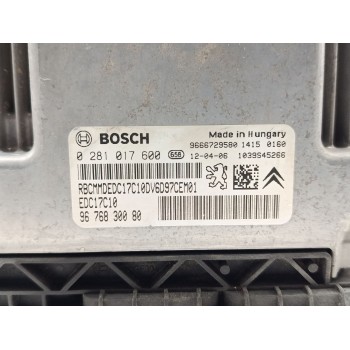 BOSCH
Made in Hungary
9666729580 1415 0160
0 281 017 600 658 12-04-06 1039S45266
RBCMMDEDC17C10DV6D97CEM01
EDC17C10
96 768 300 80